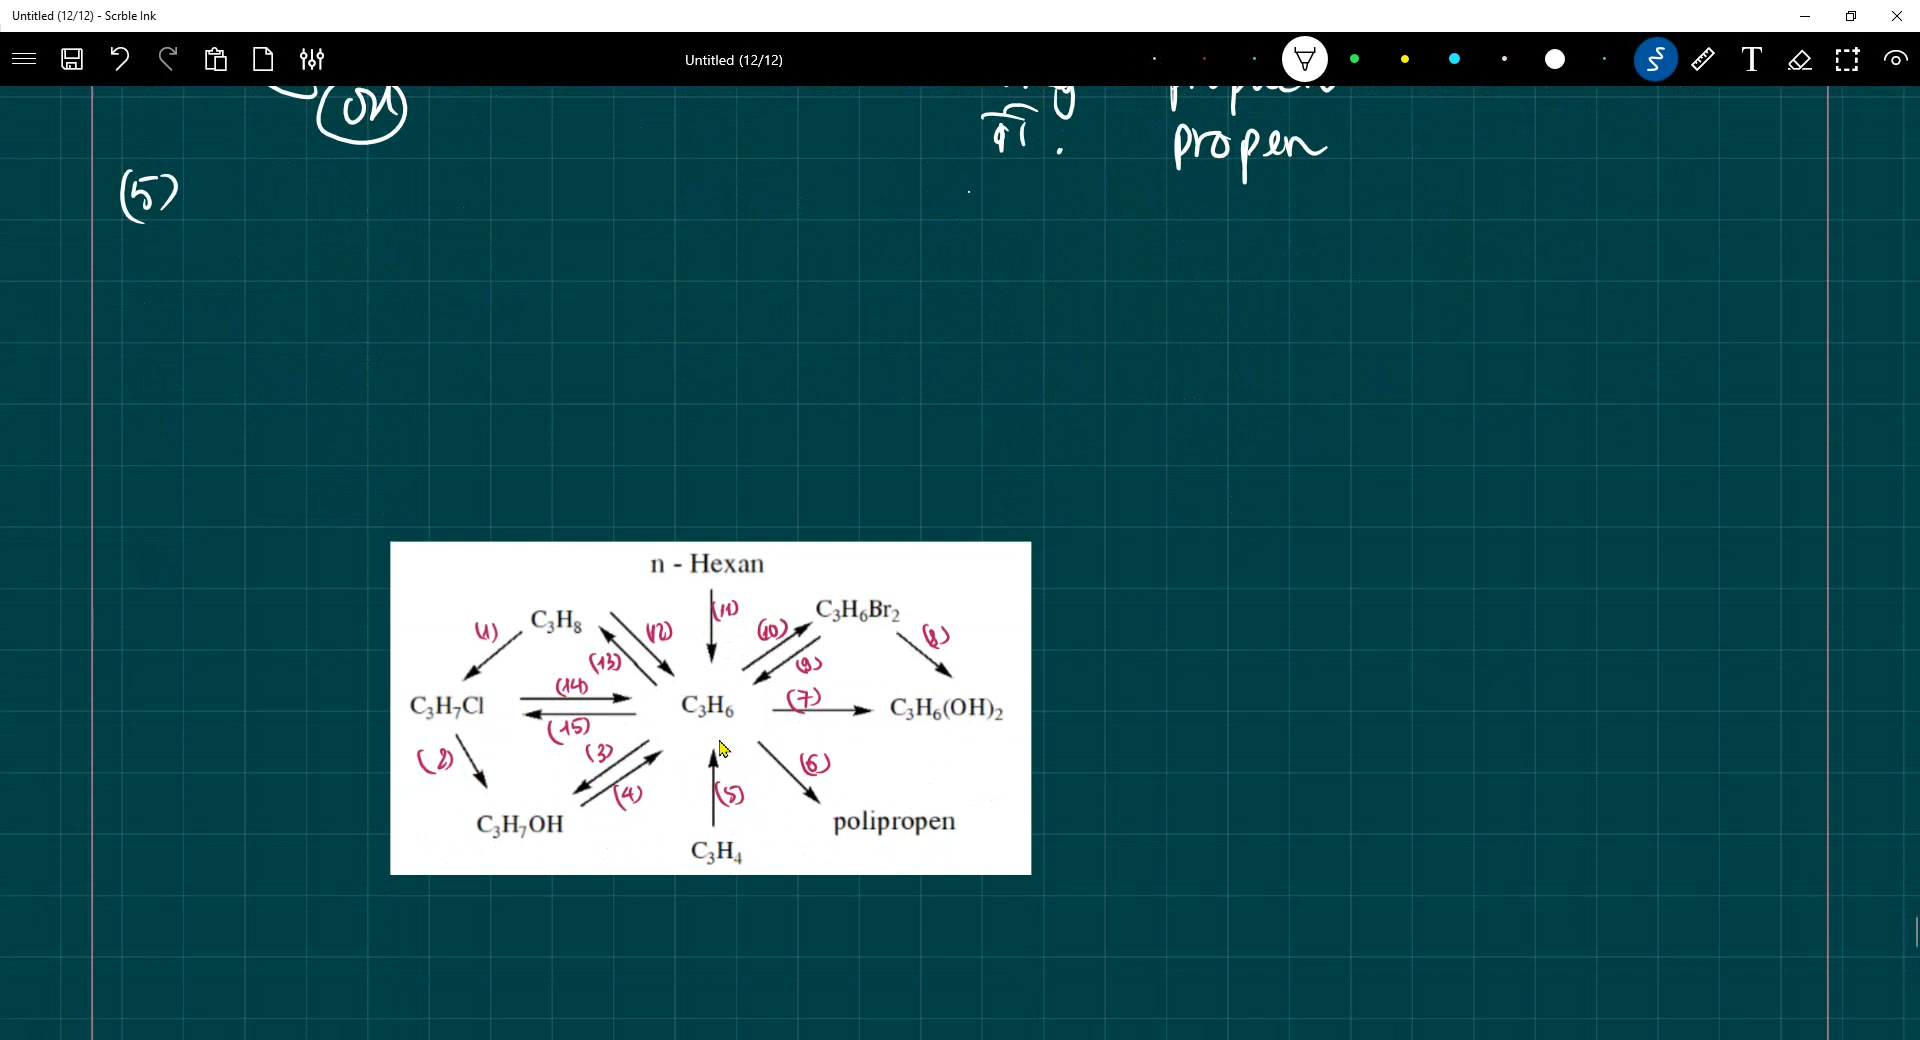 Untitled (12/12) - Scrble Ink
Untitled (12/12)
T
OH
π
propen
(5)
n - Hexan
(11)
C₃H₈
C₃H₆Br₂
(1)
(12)
(10)
(8)
(13)
(9)
(14)
(7)
C₃H₇Cl
C₃H₆
C₃H₆(OH)₂
(15)
(2)
(3)
(6)
(4)
(5)
C₃H₇OH
polipropen
C₃H₄